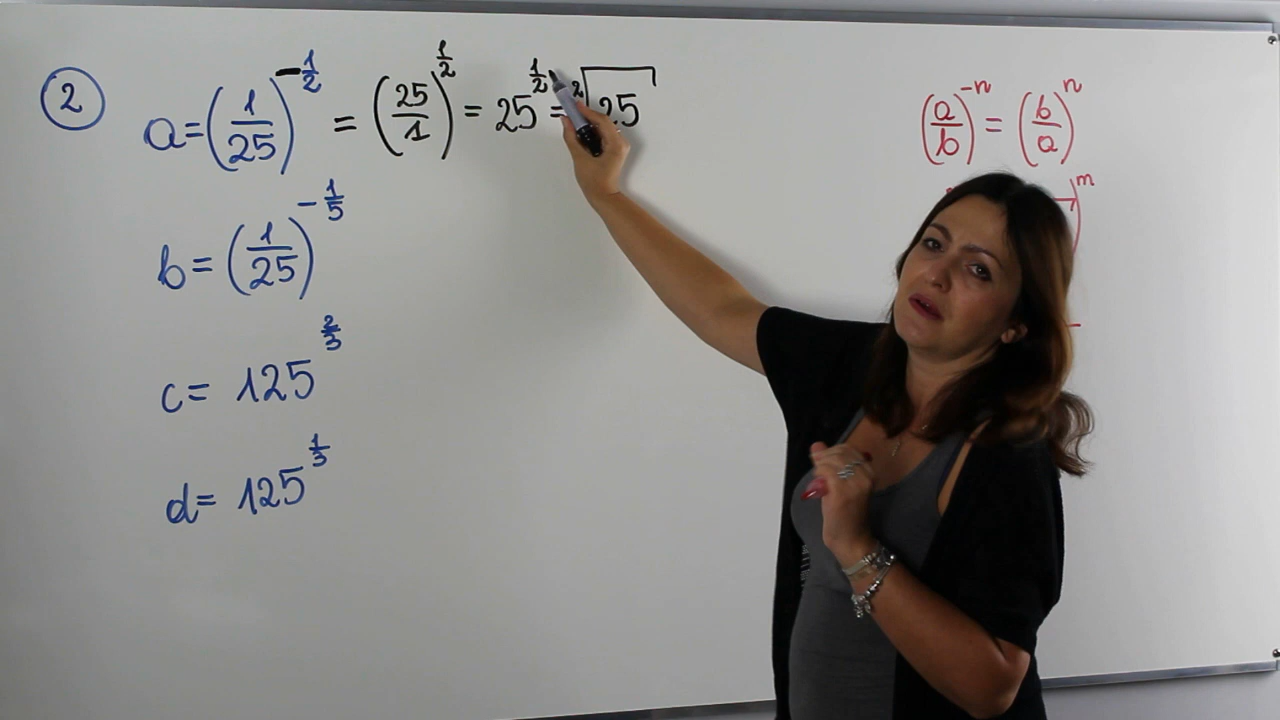 2
a=(1/25)^{-1/2} = (25/1)^{1/2} = 25^{1/2} = ²√25
b=(1/25)^{-1/5}
c= 125^{2/3}
d= 125^{1/3}
(a/b)^{-n} = (b/a)^n
m